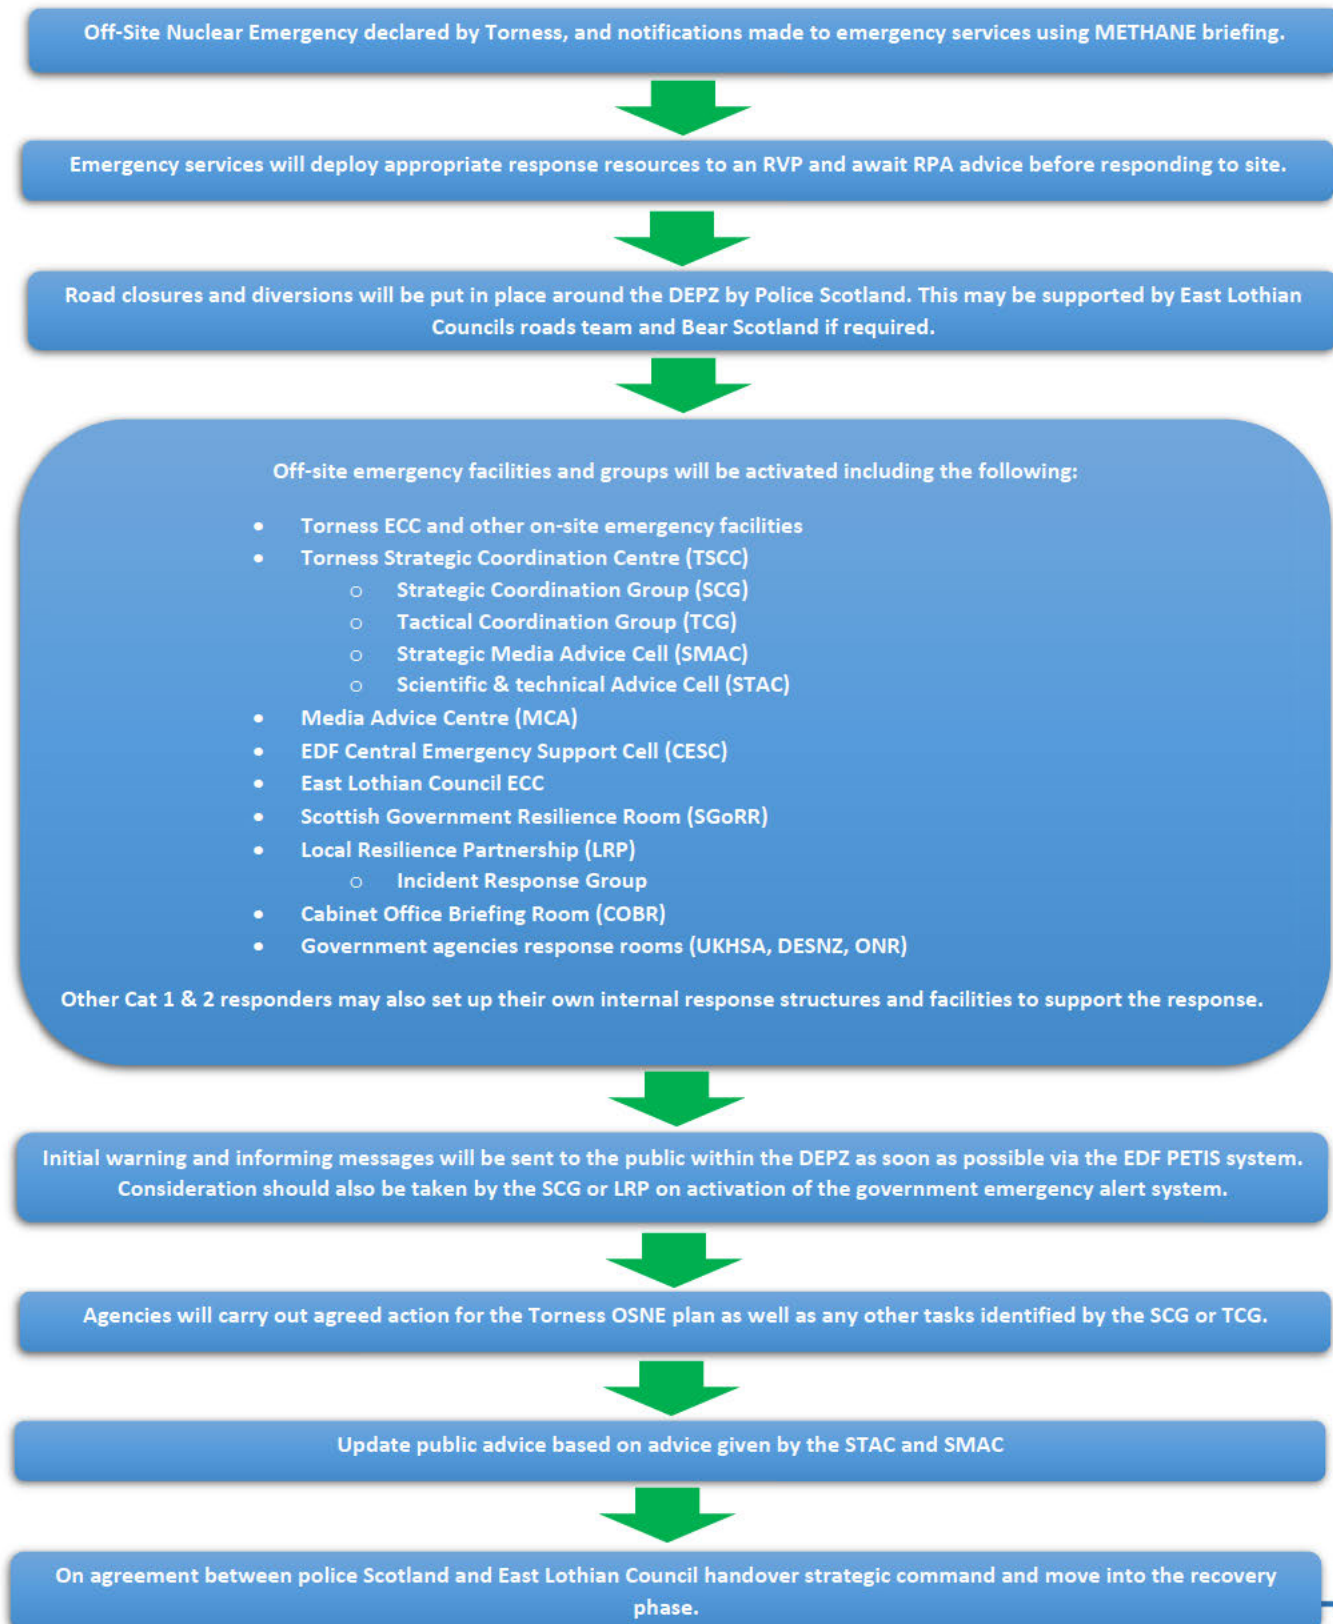 Off-Site Nuclear Emergency declared by Torness, and notifications made to emergency services using METHANE briefing.
Emergency services will deploy appropriate response resources to an RVP and await RPA advice before responding to site.
Road closures and diversions will be put in place around the DEPZ by Police Scotland. This may be supported by East Lothian
Councils roads team and Bear Scotland if required.
Off-site emergency facilities and groups will be activated including the following:
• Torness ECC and other on-site emergency facilities
• Torness Strategic Coordination Centre (TSCC)
o Strategic Coordination Group (SCG)
o Tactical Coordination Group (TCG)
o Strategic Media Advice Cell (SMAC)
o Scientific & technical Advice Cell (STAC)
• Media Advice Centre (MCA)
• EDF Central Emergency Support Cell (CESC)
• East Lothian Council ECC
• Scottish Government Resilience Room (SGoRR)
• Local Resilience Partnership (LRP)
o Incident Response Group
• Cabinet Office Briefing Room (COBR)
• Government agencies response rooms (UKHSA, DESNZ, ONR)
Other Cat 1 & 2 responders may also set up their own internal response structures and facilities to support the response.
Initial warning and informing messages will be sent to the public within the DEPZ as soon as possible via the EDF PETIS system.
Consideration should also be taken by the SCG or LRP on activation of the government emergency alert system.
Agencies will carry out agreed action for the Torness OSNE plan as well as any other tasks identified by the SCG or TCG.
Update public advice based on advice given by the STAC and SMAC
On agreement between police Scotland and East Lothian Council handover strategic command and move into the recovery
phase.